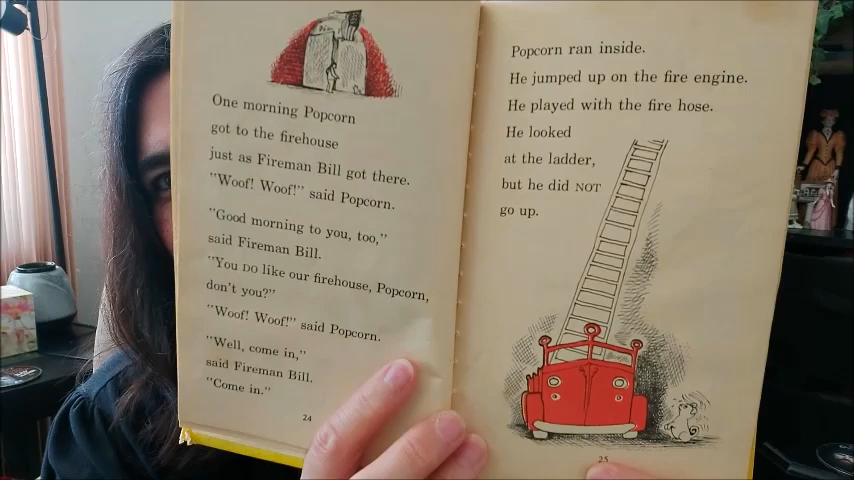 One morning Popcorn
got to the firehouse
just as Fireman Bill got there.
"Woof! Woof!" said Popcorn.
"Good morning to you, too,"
said Fireman Bill.
"You DO like our firehouse, Popcorn,
don't you?"
"Woof! Woof!" said Popcorn.
"Well, come in,"
said Fireman Bill.
"Come in."
24
Popcorn ran inside.
He jumped up on the fire engine.
He played with the fire hose.
He looked
at the ladder,
but he did NOT
go up.
25